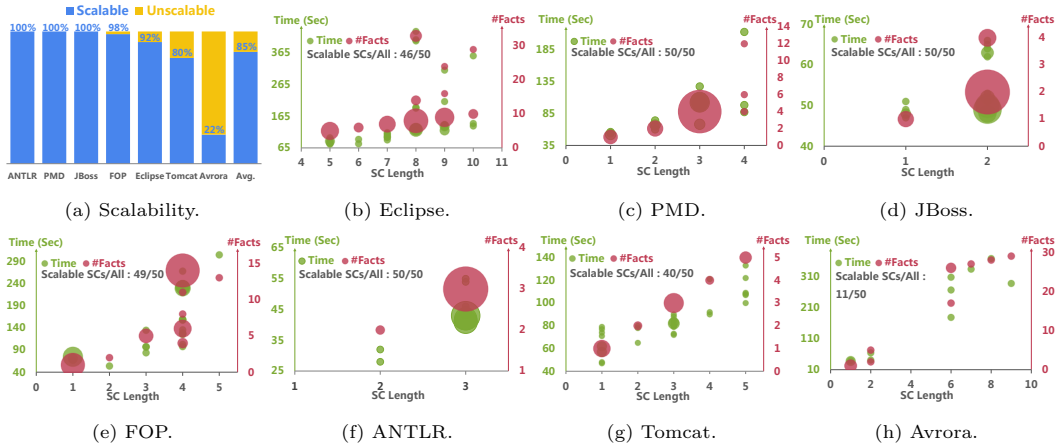 Scalable Unscalable
100% 100% 100% 98% 92% 80% 22% 85%
ANTLR PMD JBoss FOP Eclipse Tomcat Avrora Avg.
(a) Scalability.
Time (Sec) #Facts
Time #Facts
Scalable SCs/All : 46/50
365
265
165
65
30
20
10
0
4 5 6 7 8 9 10 11
SC Length
(b) Eclipse.
Time (Sec) #Facts
Time #Facts
Scalable SCs/All : 50/50
185
135
85
35
14
12
10
8
6
4
2
0
0 1 2 3 4
SC Length
(c) PMD.
Time (Sec) #Facts
Time #Facts
Scalable SCs/All : 50/50
70
60
50
40
4
3
2
1
0
0 1 2
SC Length
(d) JBoss.
Time (Sec) #Facts
Time #Facts
Scalable SCs/All : 49/50
290
240
190
140
90
40
15
10
5
0
0 1 2 3 4 5
SC Length
(e) FOP.
Time (Sec) #Facts
Time #Facts
Scalable SCs/All : 50/50
65
55
45
35
25
4
3
2
1
1 2 3
SC Length
(f) ANTLR.
Time (Sec) #Facts
Time #Facts
Scalable SCs/All : 40/50
140
120
100
80
60
40
5
4
3
2
1
0
0 1 2 3 4 5
SC Length
(g) Tomcat.
Time (Sec) #Facts
Time #Facts
Scalable SCs/All :
11/50
310
210
110
10
30
20
10
0
0 2 4 6 8 10
SC Length
(h) Avrora.